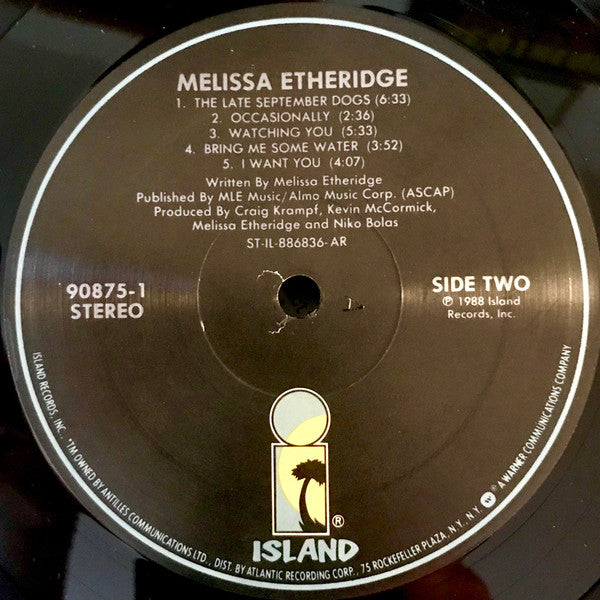 MELISSA ETHERIDGE
1. THE LATE SEPTEMBER DOGS (6:33)
2. OCCASIONALLY (2:36)
3. WATCHING YOU (5:33)
4. BRING ME SOME WATER (3:52)
5. I WANT YOU (4:07)
Written By Melissa Etheridge
Published By MLE Music/Almo Music Corp. (ASCAP)
Produced By Craig Krampf, Kevin McCormick,
Melissa Etheridge and Niko Bolas
ST-IL-886836-AR
90875-1
STEREO
SIDE TWO
℗ 1988 Island
Records, Inc.
i®
ISLAND
ISLAND RECORDS, INC., *TM OWNED BY ANTILLES COMMUNICATIONS LTD., DIST. BY ATLANTIC RECORDING CORP., 75 ROCKEFELLER PLAZA, N.Y., N.Y. W ® A WARNER COMMUNICATIONS COMPANY